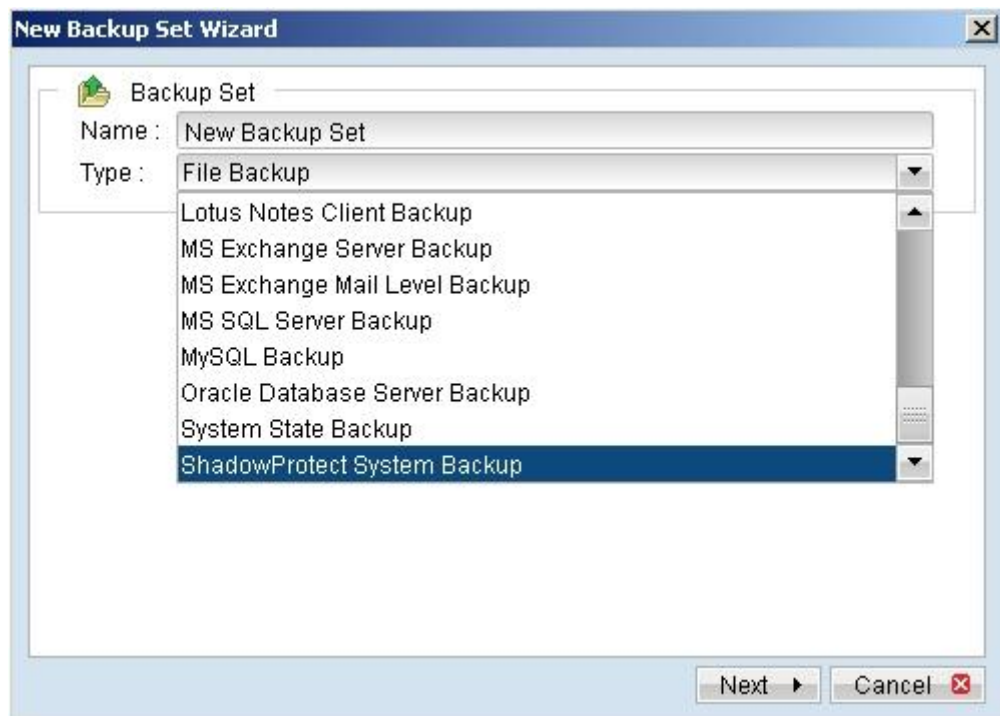 New Backup Set Wizard
Backup Set
Name : New Backup Set
Type : File Backup
Lotus Notes Client Backup
MS Exchange Server Backup
MS Exchange Mail Level Backup
MS SQL Server Backup
MySQL Backup
Oracle Database Server Backup
System State Backup
ShadowProtect System Backup
Next Cancel